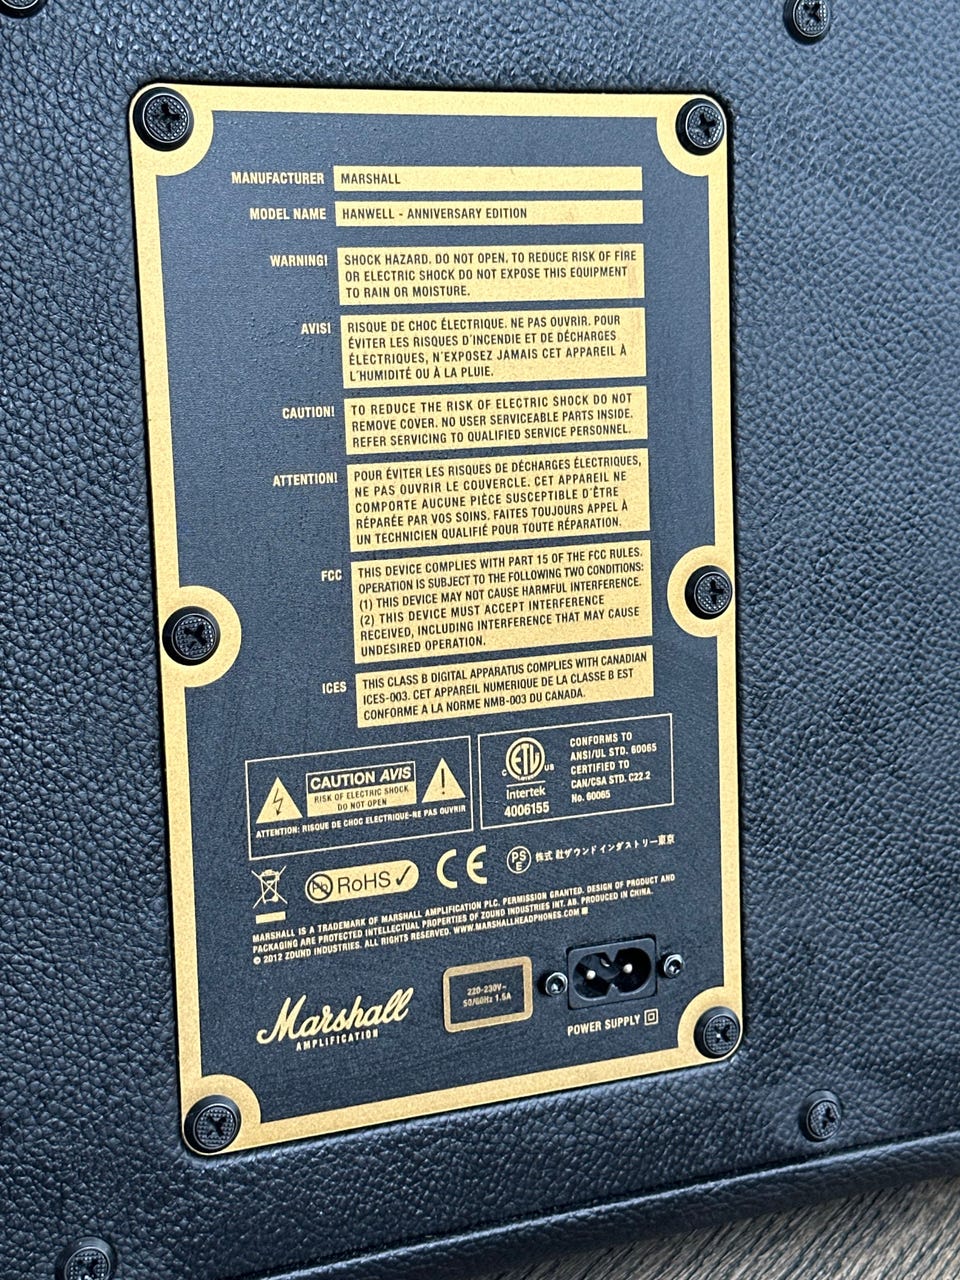 MANUFACTURER MARSHALL
MODEL NAME HANWELL - ANNIVERSARY EDITION
WARNING! SHOCK HAZARD. DO NOT OPEN. TO REDUCE RISK OF FIRE
OR ELECTRIC SHOCK DO NOT EXPOSE THIS EQUIPMENT
TO RAIN OR MOISTURE.
AVIS! RISQUE DE CHOC ÉLECTRIQUE. NE PAS OUVRIR. POUR
ÉVITER LES RISQUES D'INCENDIE ET DE DÉCHARGES
ÉLECTRIQUES, N'EXPOSEZ JAMAIS CET APPAREIL À
L'HUMIDITÉ OU À LA PLUIE.
CAUTION! TO REDUCE THE RISK OF ELECTRIC SHOCK DO NOT
REMOVE COVER. NO USER SERVICEABLE PARTS INSIDE.
REFER SERVICING TO QUALIFIED SERVICE PERSONNEL.
ATTENTION! POUR ÉVITER LES RISQUES DE DÉCHARGES ÉLECTRIQUES,
NE PAS OUVRIR LE COUVERCLE. CET APPAREIL NE
COMPORTE AUCUNE PIÈCE SUSCEPTIBLE D'ÊTRE
RÉPARÉE PAR VOS SOINS. FAITES TOUJOURS APPEL À
UN TECHNICIEN QUALIFIÉ POUR TOUTE RÉPARATION.
FCC THIS DEVICE COMPLIES WITH PART 15 OF THE FCC RULES.
OPERATION IS SUBJECT TO THE FOLLOWING TWO CONDITIONS:
(1) THIS DEVICE MAY NOT CAUSE HARMFUL INTERFERENCE.
(2) THIS DEVICE MUST ACCEPT INTERFERENCE
RECEIVED, INCLUDING INTERFERENCE THAT MAY CAUSE
UNDESIRED OPERATION.
ICES THIS CLASS B DIGITAL APPARATUS COMPLIES WITH CANADIAN
ICES-003. CET APPAREIL NUMERIQUE DE LA CLASSE B EST
CONFORME A LA NORME NMB-003 DU CANADA.
CAUTION AVIS
RISK OF ELECTRIC SHOCK
DO NOT OPEN
ATTENTION: RISQUE DE CHOC ELECTRIQUE-NE PAS OUVRIR
C ETL US
Intertek
4006155
CONFORMS TO
ANSI/UL STD. 60065
CERTIFIED TO
CAN/CSA STD. C22.2
No. 60065
Pb RoHS ✓ CE PSE 株式会社ザウンドインダストリー東京
MARSHALL IS A TRADEMARK OF MARSHALL AMPLIFICATION PLC. PERMISSION GRANTED. DESIGN OF PRODUCT AND
PACKAGING ARE PROTECTED INTELLECTUAL PROPERTIES OF ZOUND INDUSTRIES INT. AB. PRODUCED IN CHINA.
© 2012 ZOUND INDUSTRIES. ALL RIGHTS RESERVED. WWW.MARSHALLHEADPHONES.COM
Marshall
AMPLIFICATION
220-230V~
50/60Hz 1.6A
POWER SUPPLY